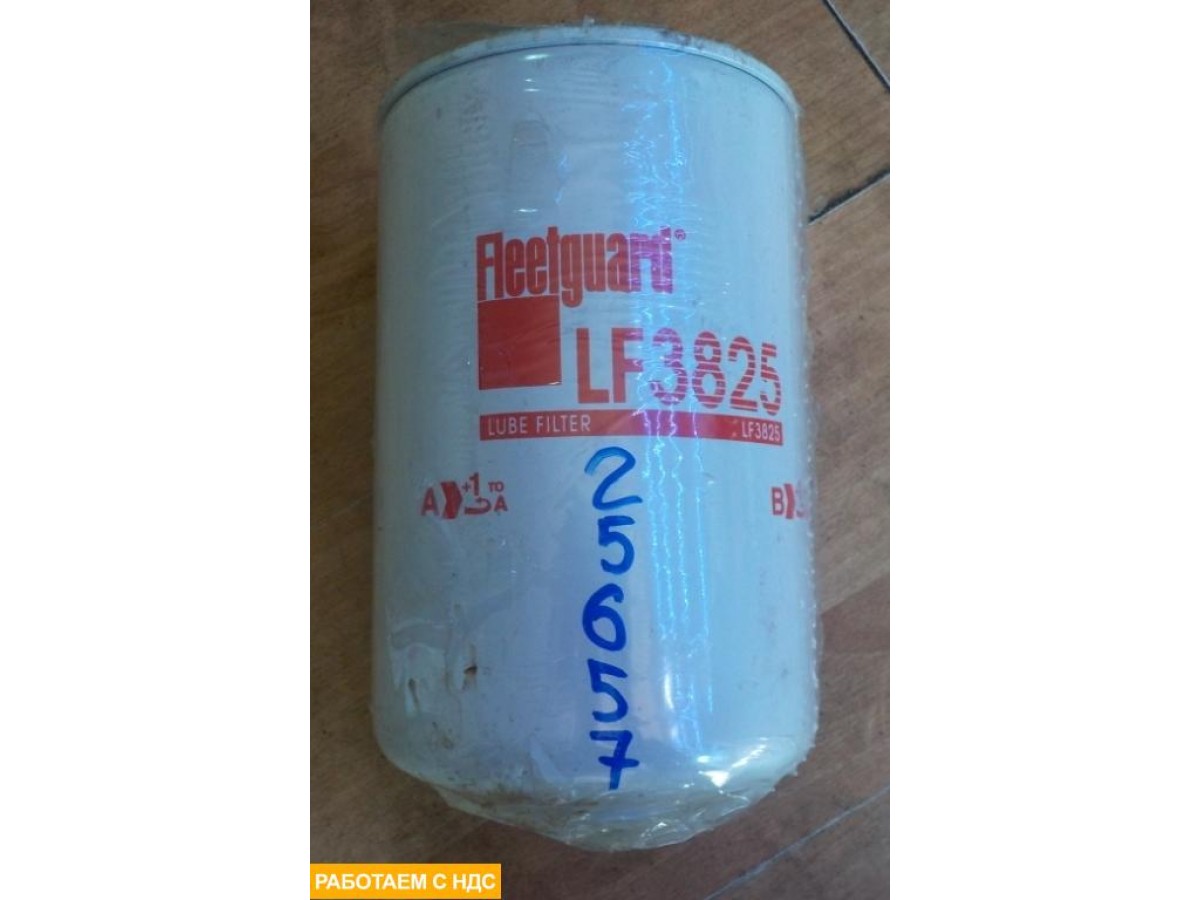 Fleetguard®
LF3825
LUBE FILTER LF3825
A +1 TO A
B
25657
РАБОТАЕМ С НДС